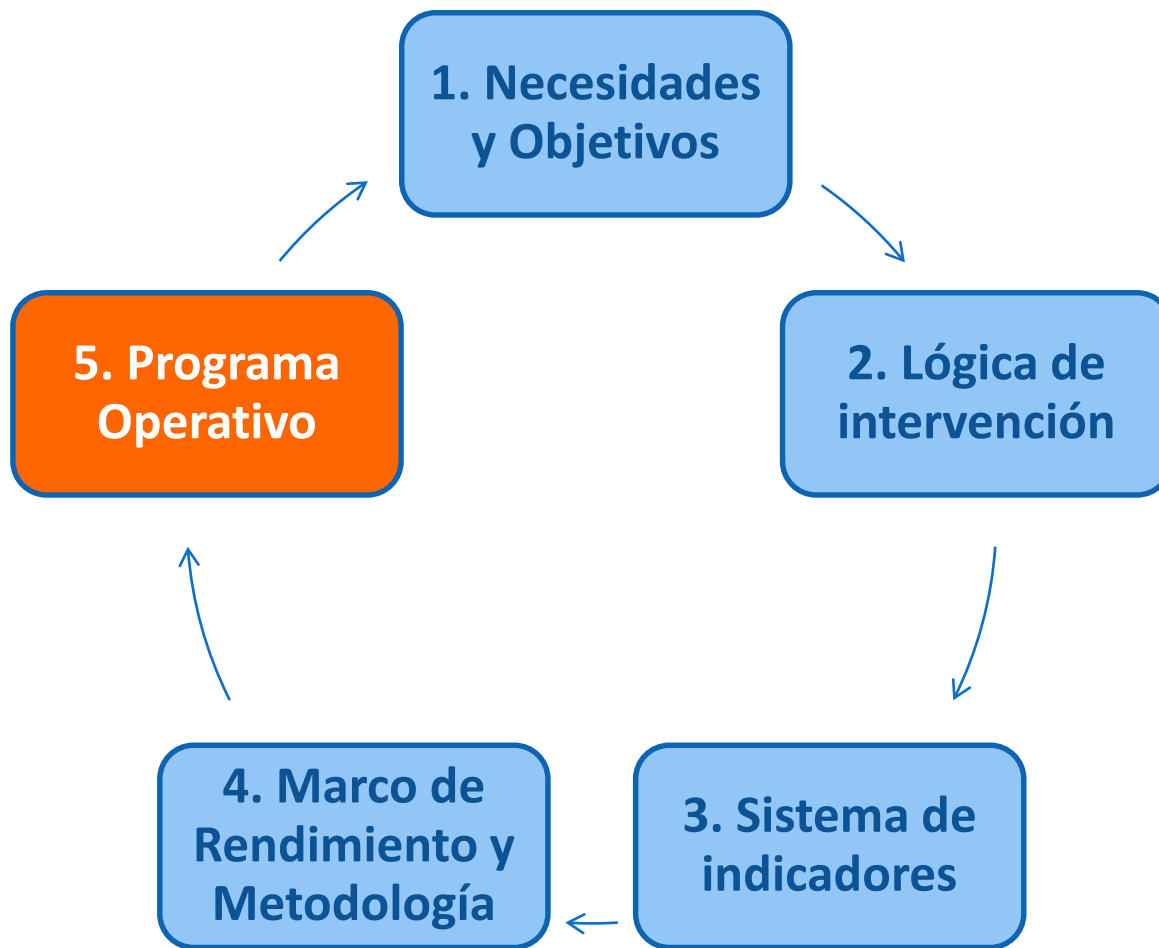 1. Necesidades
y Objetivos
2. Lógica de
intervención
3. Sistema de
indicadores
4. Marco de
Rendimiento y
Metodología
5. Programa
Operativo